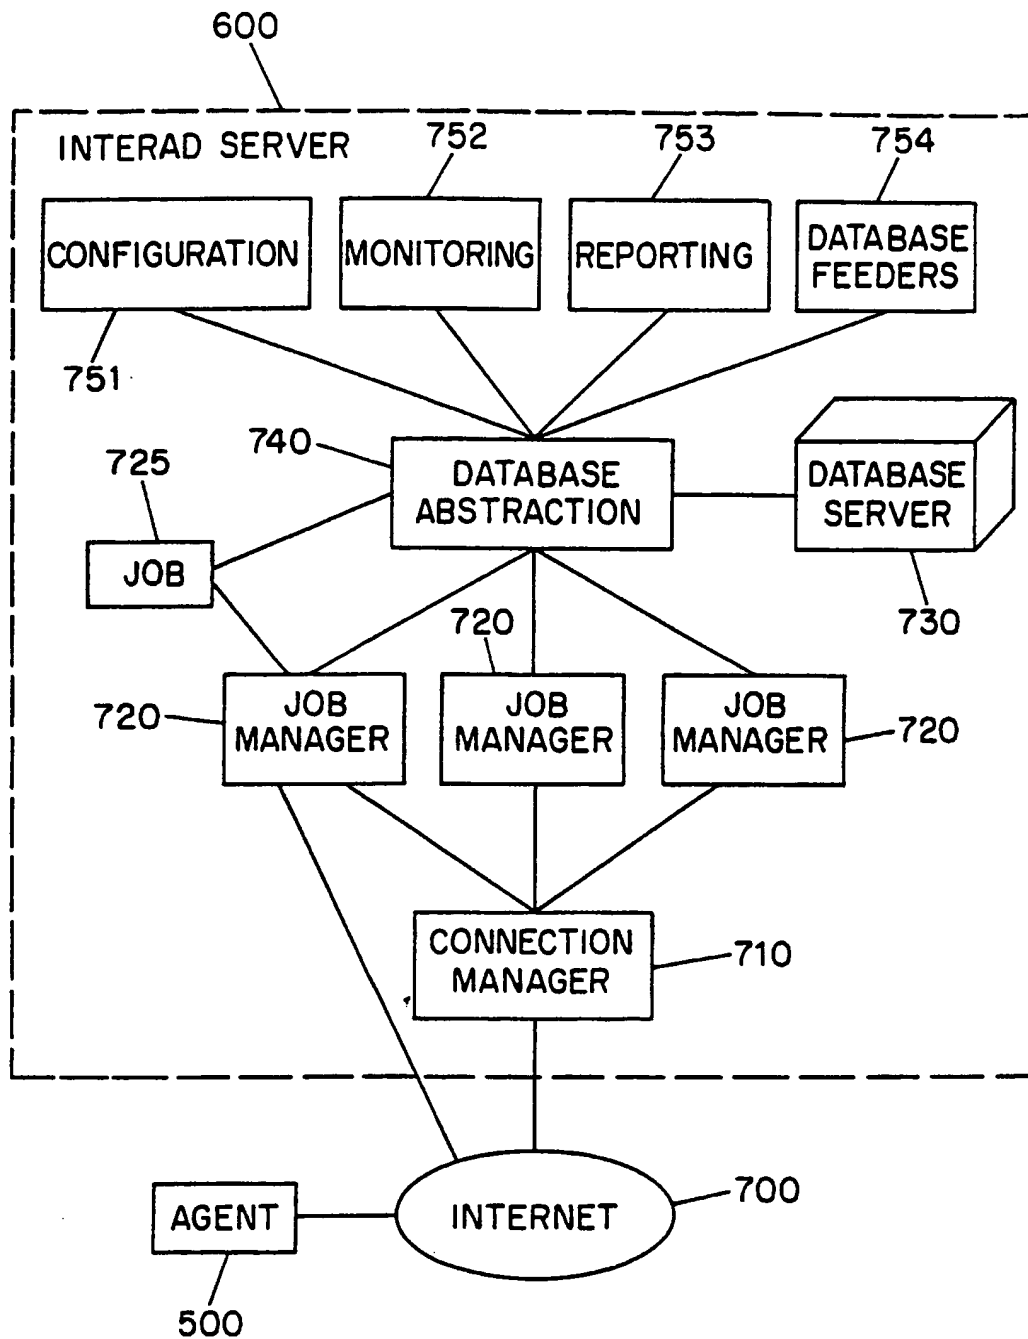 600
INTERAD SERVER
752
753
754
CONFIGURATION
MONITORING
REPORTING
DATABASE
FEEDERS
751
740
725
DATABASE
ABSTRACTION
DATABASE
SERVER
JOB
720
730
720
JOB
MANAGER
JOB
MANAGER
JOB
MANAGER
720
CONNECTION
MANAGER
710
AGENT
INTERNET
700
500